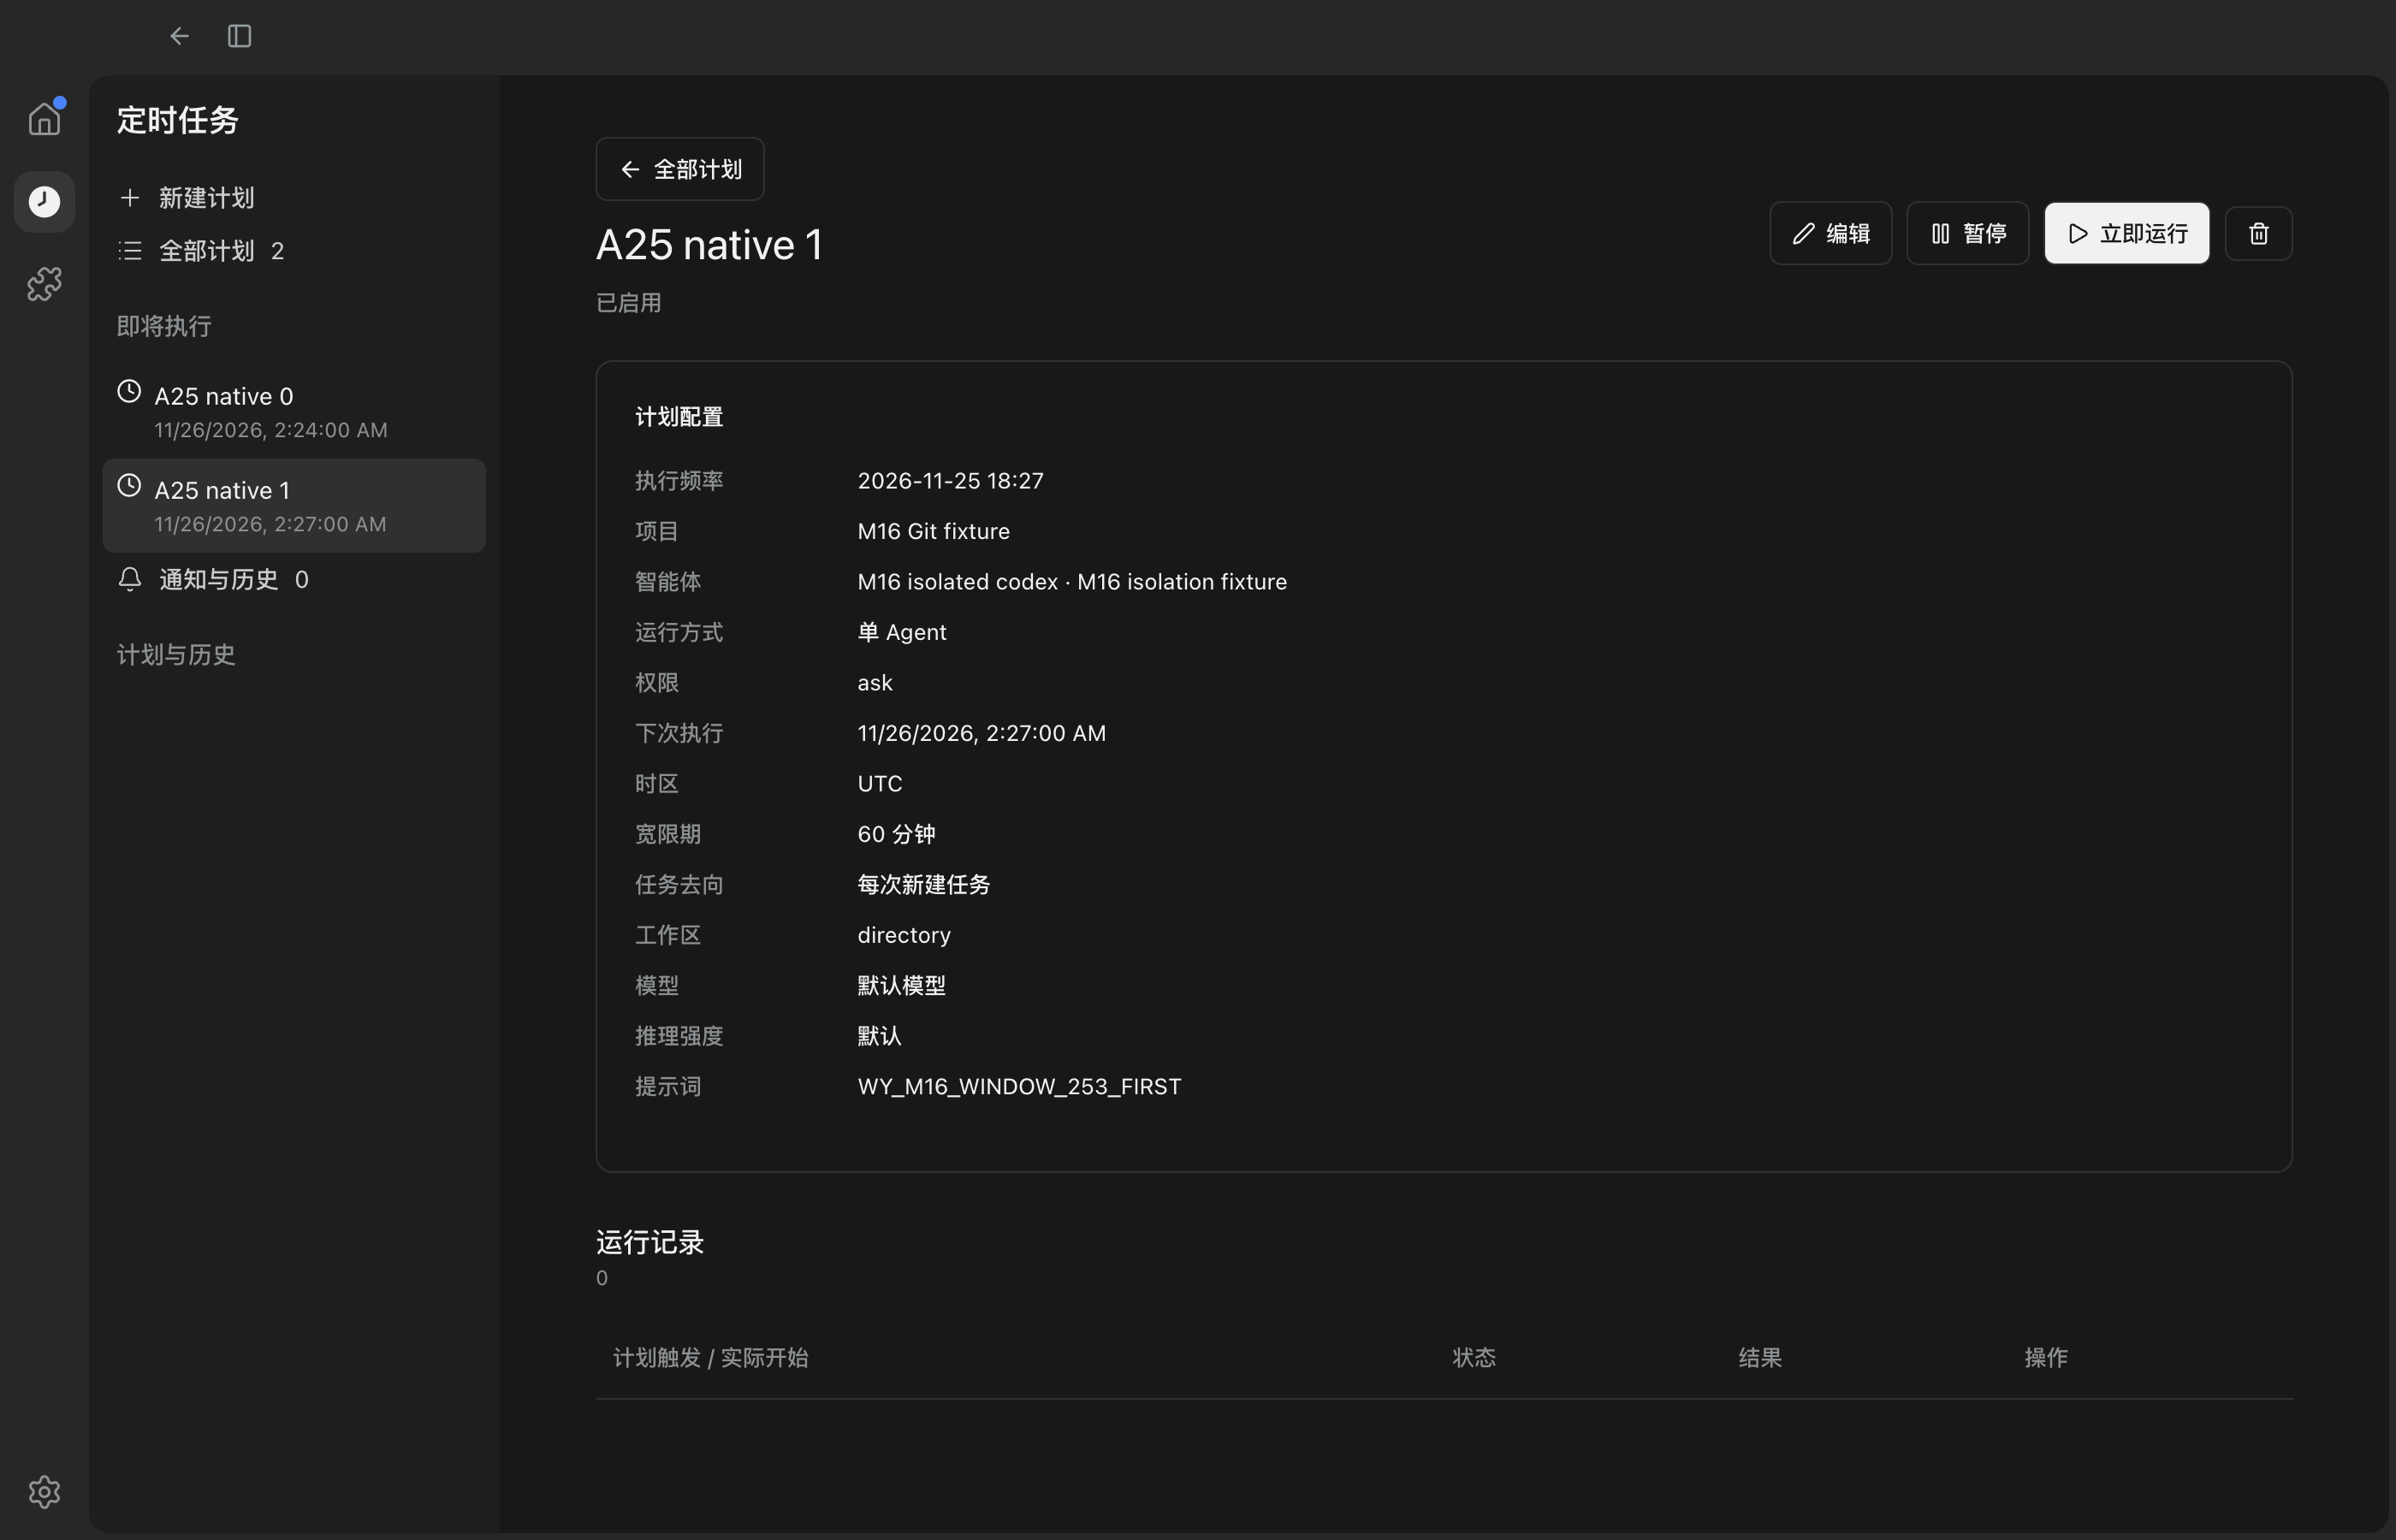 定时任务
新建计划
全部计划 2
即将执行
A25 native 0
11/26/2026, 2:24:00 AM
A25 native 1
11/26/2026, 2:27:00 AM
通知与历史 0
计划与历史
全部计划
A25 native 1
已启用
编辑
暂停
立即运行
计划配置
执行频率 2026-11-25 18:27
项目 M16 Git fixture
智能体 M16 isolated codex · M16 isolation fixture
运行方式 单 Agent
权限 ask
下次执行 11/26/2026, 2:27:00 AM
时区 UTC
宽限期 60 分钟
任务去向 每次新建任务
工作区 directory
模型 默认模型
推理强度 默认
提示词 WY_M16_WINDOW_253_FIRST
运行记录
0
计划触发 / 实际开始 状态 结果 操作